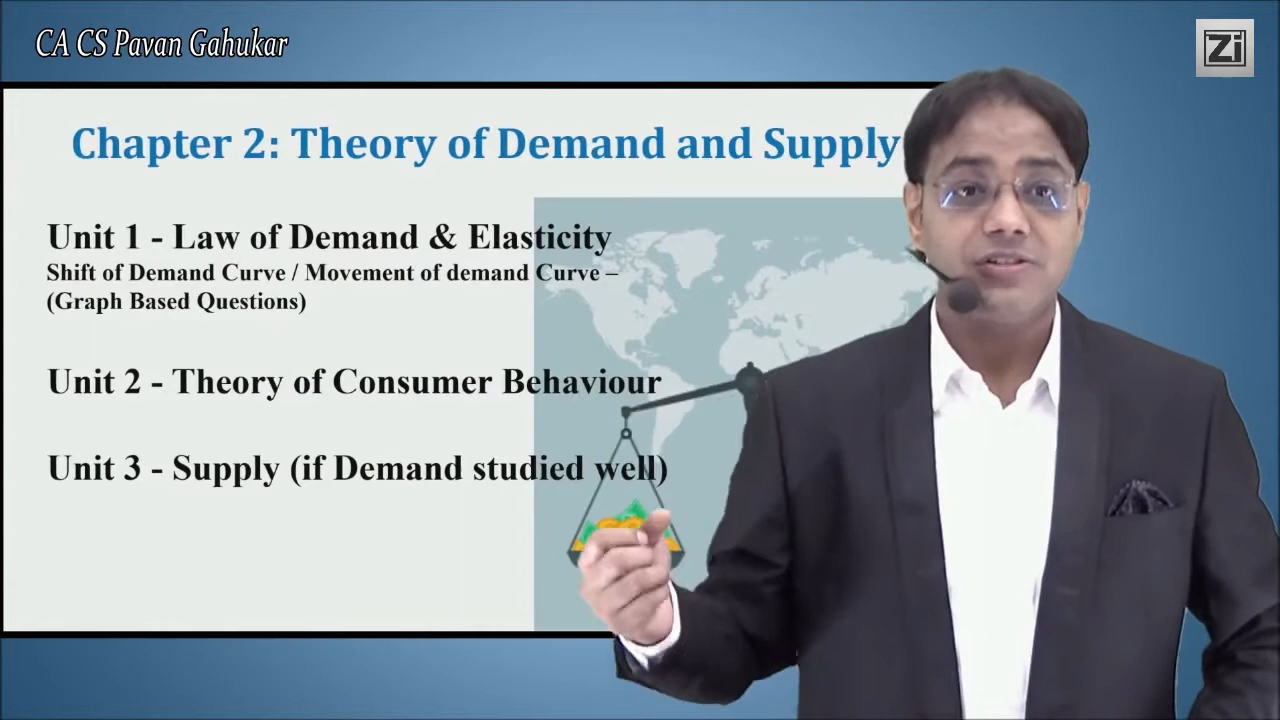 CA CS Pavan Gahukar
Zi
Chapter 2: Theory of Demand and Supply
Unit 1 - Law of Demand & Elasticity
Shift of Demand Curve / Movement of demand Curve –
(Graph Based Questions)
Unit 2 - Theory of Consumer Behaviour
Unit 3 - Supply (if Demand studied well)